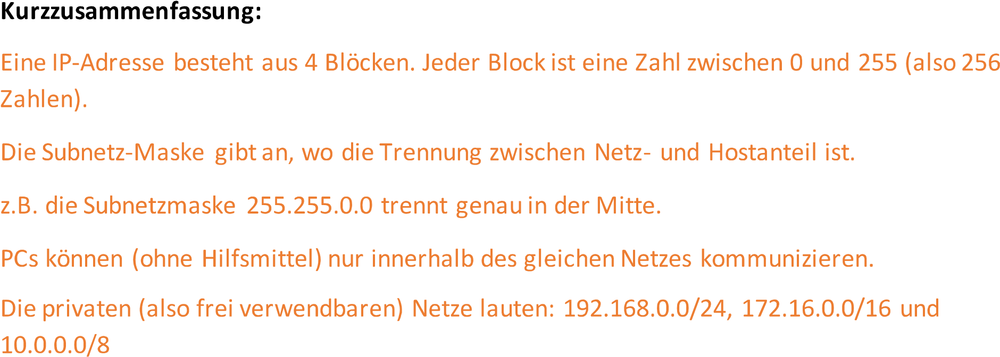 Kurzzusammenfassung:
Eine IP-Adresse besteht aus 4 Blöcken. Jeder Block ist eine Zahl zwischen 0 und 255 (also 256
Zahlen).
Die Subnetz-Maske gibt an, wo die Trennung zwischen Netz- und Hostanteil ist.
z.B. die Subnetzmaske 255.255.0.0 trennt genau in der Mitte.
PCs können (ohne Hilfsmittel) nur innerhalb des gleichen Netzes kommunizieren.
Die privaten (also frei verwendbaren) Netze lauten: 192.168.0.0/24, 172.16.0.0/16 und
10.0.0.0/8